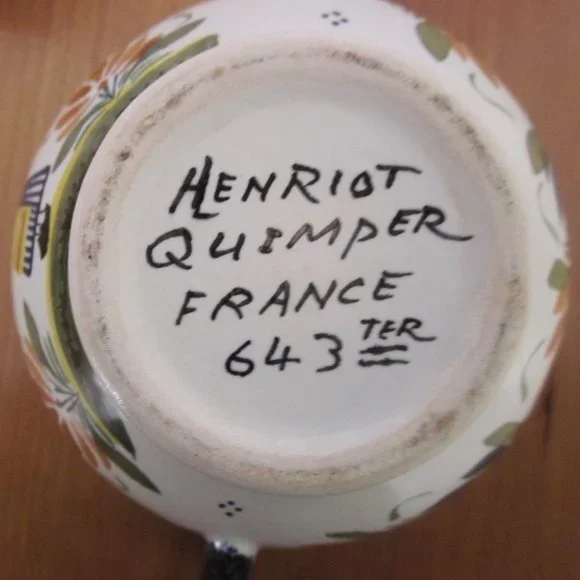 HENRIOT
QUIMPER
FRANCE
643 TER